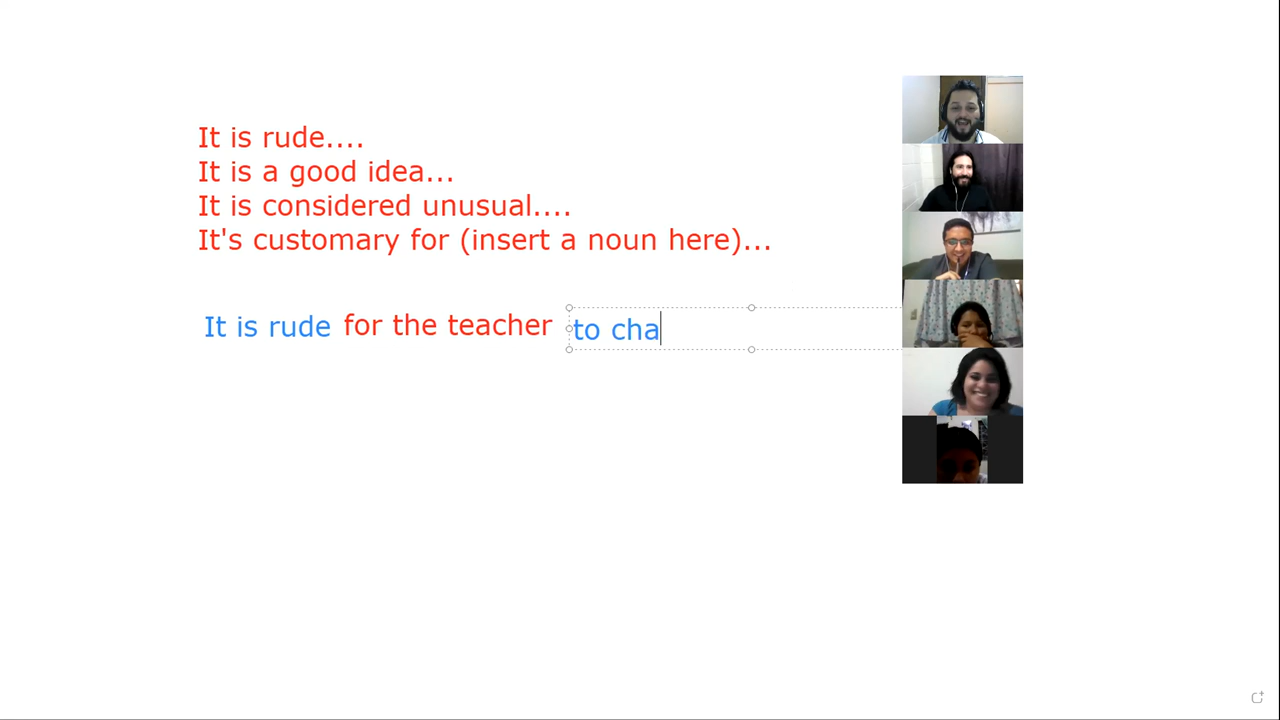 It is rude....
It is a good idea...
It is considered unusual....
It's customary for (insert a noun here)...
It is rude for the teacher to cha